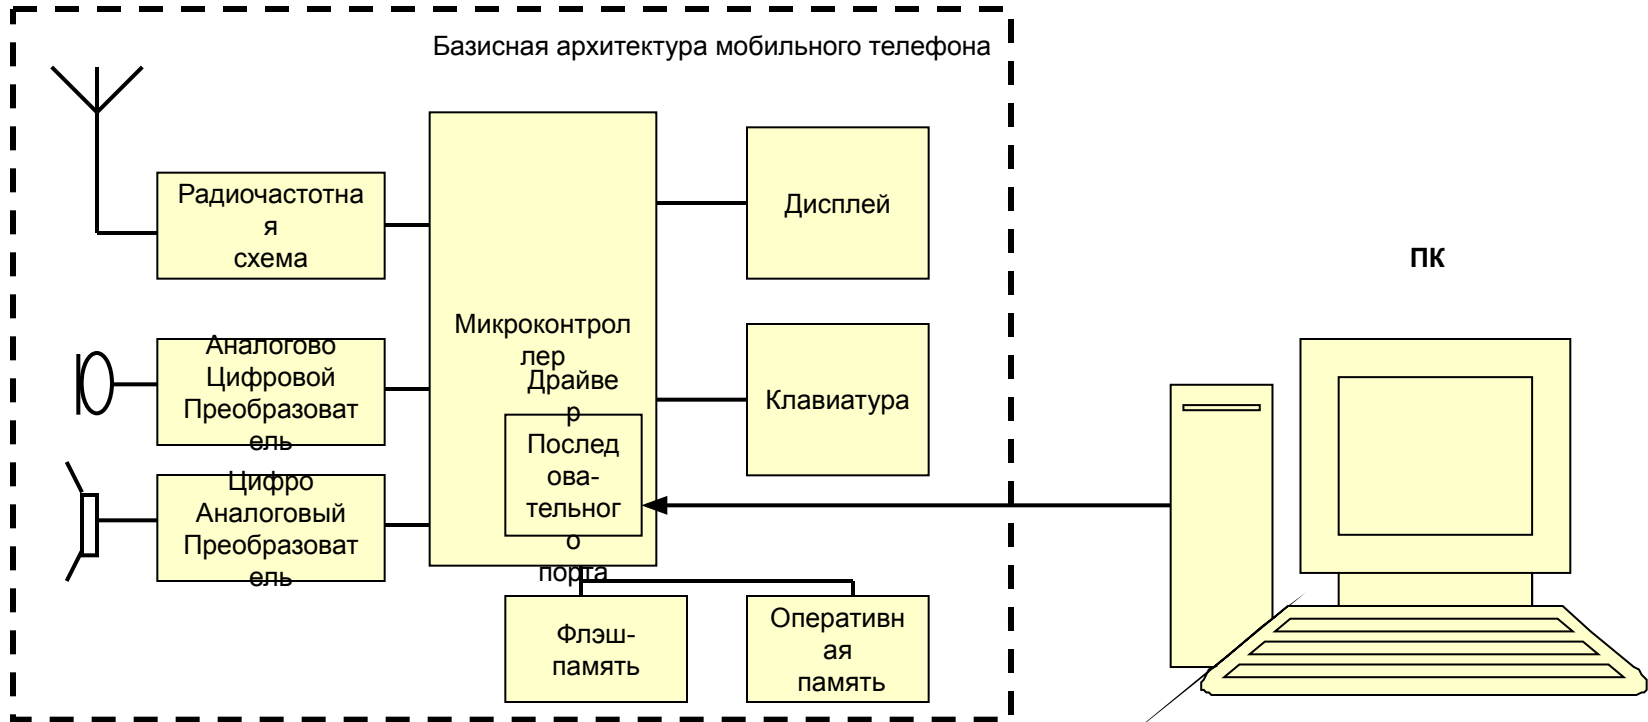 Базисная архитектура мобильного телефона
Радиочастотна
я
схема
Аналогово
Цифровой
Преобразоват
ель
Цифро
Аналоговый
Преобразоват
ель
Микроконтрол
лер
Драйве
р
Послед
ова-
тельног
о
порта
Дисплей
Клавиатура
Флэш-
память
Оперативн
ая
память
ПК